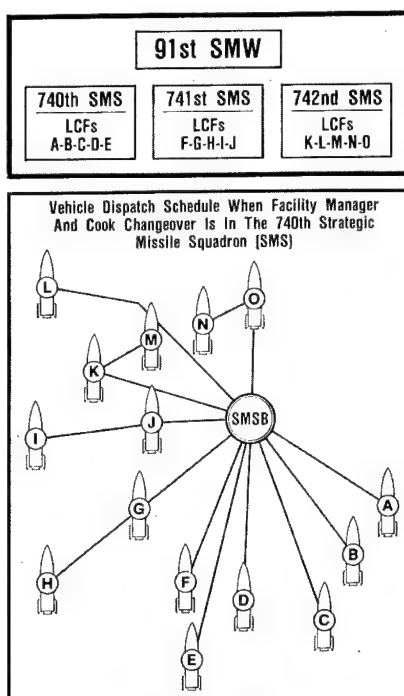 91st SMW
740th SMS
LCFs
A-B-C-D-E
741st SMS
LCFs
F-G-H-I-J
742nd SMS
LCFs
K-L-M-N-O
Vehicle Dispatch Schedule When Facility Manager
And Cook Changeover Is In The 740th Strategic
Missile Squadron (SMS)
L
O
N
M
K
SMSB
J
I
A
G
B
H
F
D
C
E